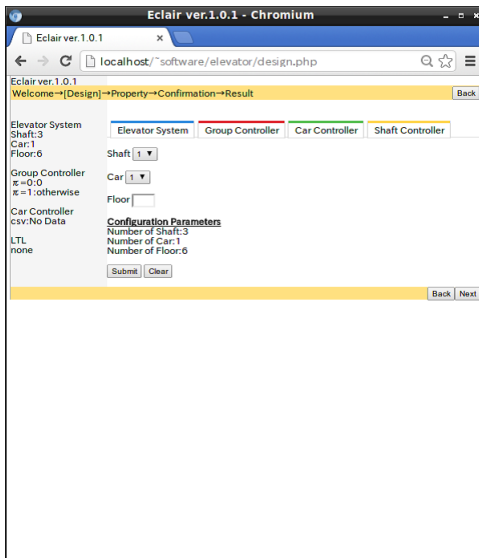 Eclair ver.1.0.1 - Chromium
Eclair ver.1.0.1
localhost/~software/elevator/design.php
Eclair ver.1.0.1
Welcome→[Design]→Property→Confirmation→Result
Back
Elevator System
Shaft:3
Car:1
Floor:6
Group Controller
π=0:0
π=1:otherwise
Car Controller
csv:No Data
LTL
none
Elevator System Group Controller Car Controller Shaft Controller
Shaft 1
Car 1
Floor
Configuration Parameters
Number of Shaft:3
Number of Car:1
Number of Floor:6
Submit Clear
Back Next